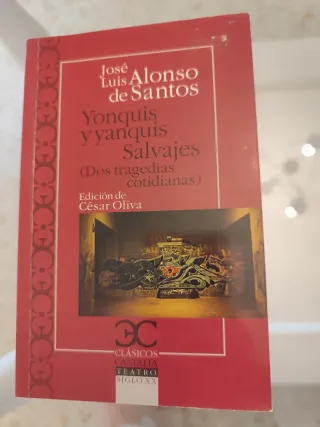 José
Luis Alonso
de Santos
Yonquis
y yanquis
Salvajes
(Dos tragedias
cotidianas)
Edición de
César Oliva
CLÁSICOS
CASTALIA
TEATRO
SIGLO XX